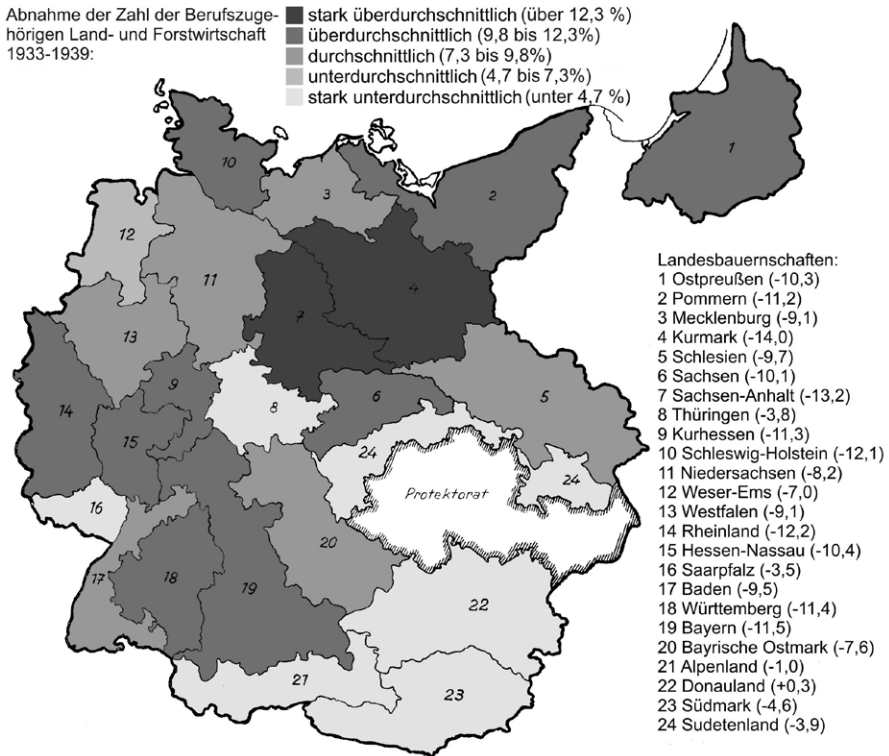 Abnahme der Zahl der Berufszuge-
hörigen Land- und Forstwirtschaft
1933-1939:
stark überdurchschnittlich (über 12,3 %)
überdurchschnittlich (9,8 bis 12,3%)
durchschnittlich (7,3 bis 9,8%)
unterdurchschnittlich (4,7 bis 7,3%)
stark unterdurchschnittlich (unter 4,7 %)
1
10
2
3
12
11
4
7
13
9
14
8
6
5
15
24
24
16
Protektorat
20
17
18
19
22
21
23
Landesbauernschaften:
1 Ostpreußen (-10,3)
2 Pommern (-11,2)
3 Mecklenburg (-9,1)
4 Kurmark (-14,0)
5 Schlesien (-9,7)
6 Sachsen (-10,1)
7 Sachsen-Anhalt (-13,2)
8 Thüringen (-3,8)
9 Kurhessen (-11,3)
10 Schleswig-Holstein (-12,1)
11 Niedersachsen (-8,2)
12 Weser-Ems (-7,0)
13 Westfalen (-9,1)
14 Rheinland (-12,2)
15 Hessen-Nassau (-10,4)
16 Saarpfalz (-3,5)
17 Baden (-9,5)
18 Württemberg (-11,4)
19 Bayern (-11,5)
20 Bayrische Ostmark (-7,6)
21 Alpenland (-1,0)
22 Donauland (+0,3)
23 Südmark (-4,6)
24 Sudetenland (-3,9)